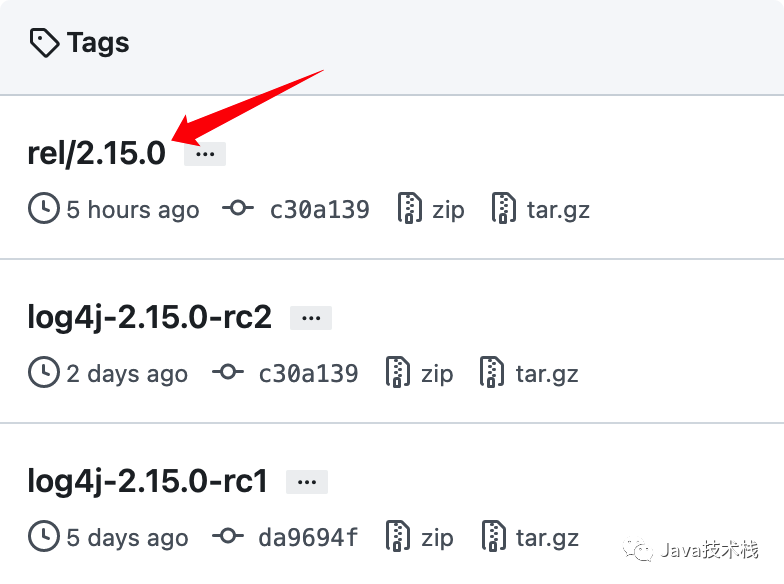 Tags
rel/2.15.0 ...
5 hours ago c30a139 zip tar.gz
log4j-2.15.0-rc2 ...
2 days ago c30a139 zip tar.gz
log4j-2.15.0-rc1 ...
5 days ago da9694f zip tar.gz
Java技术栈